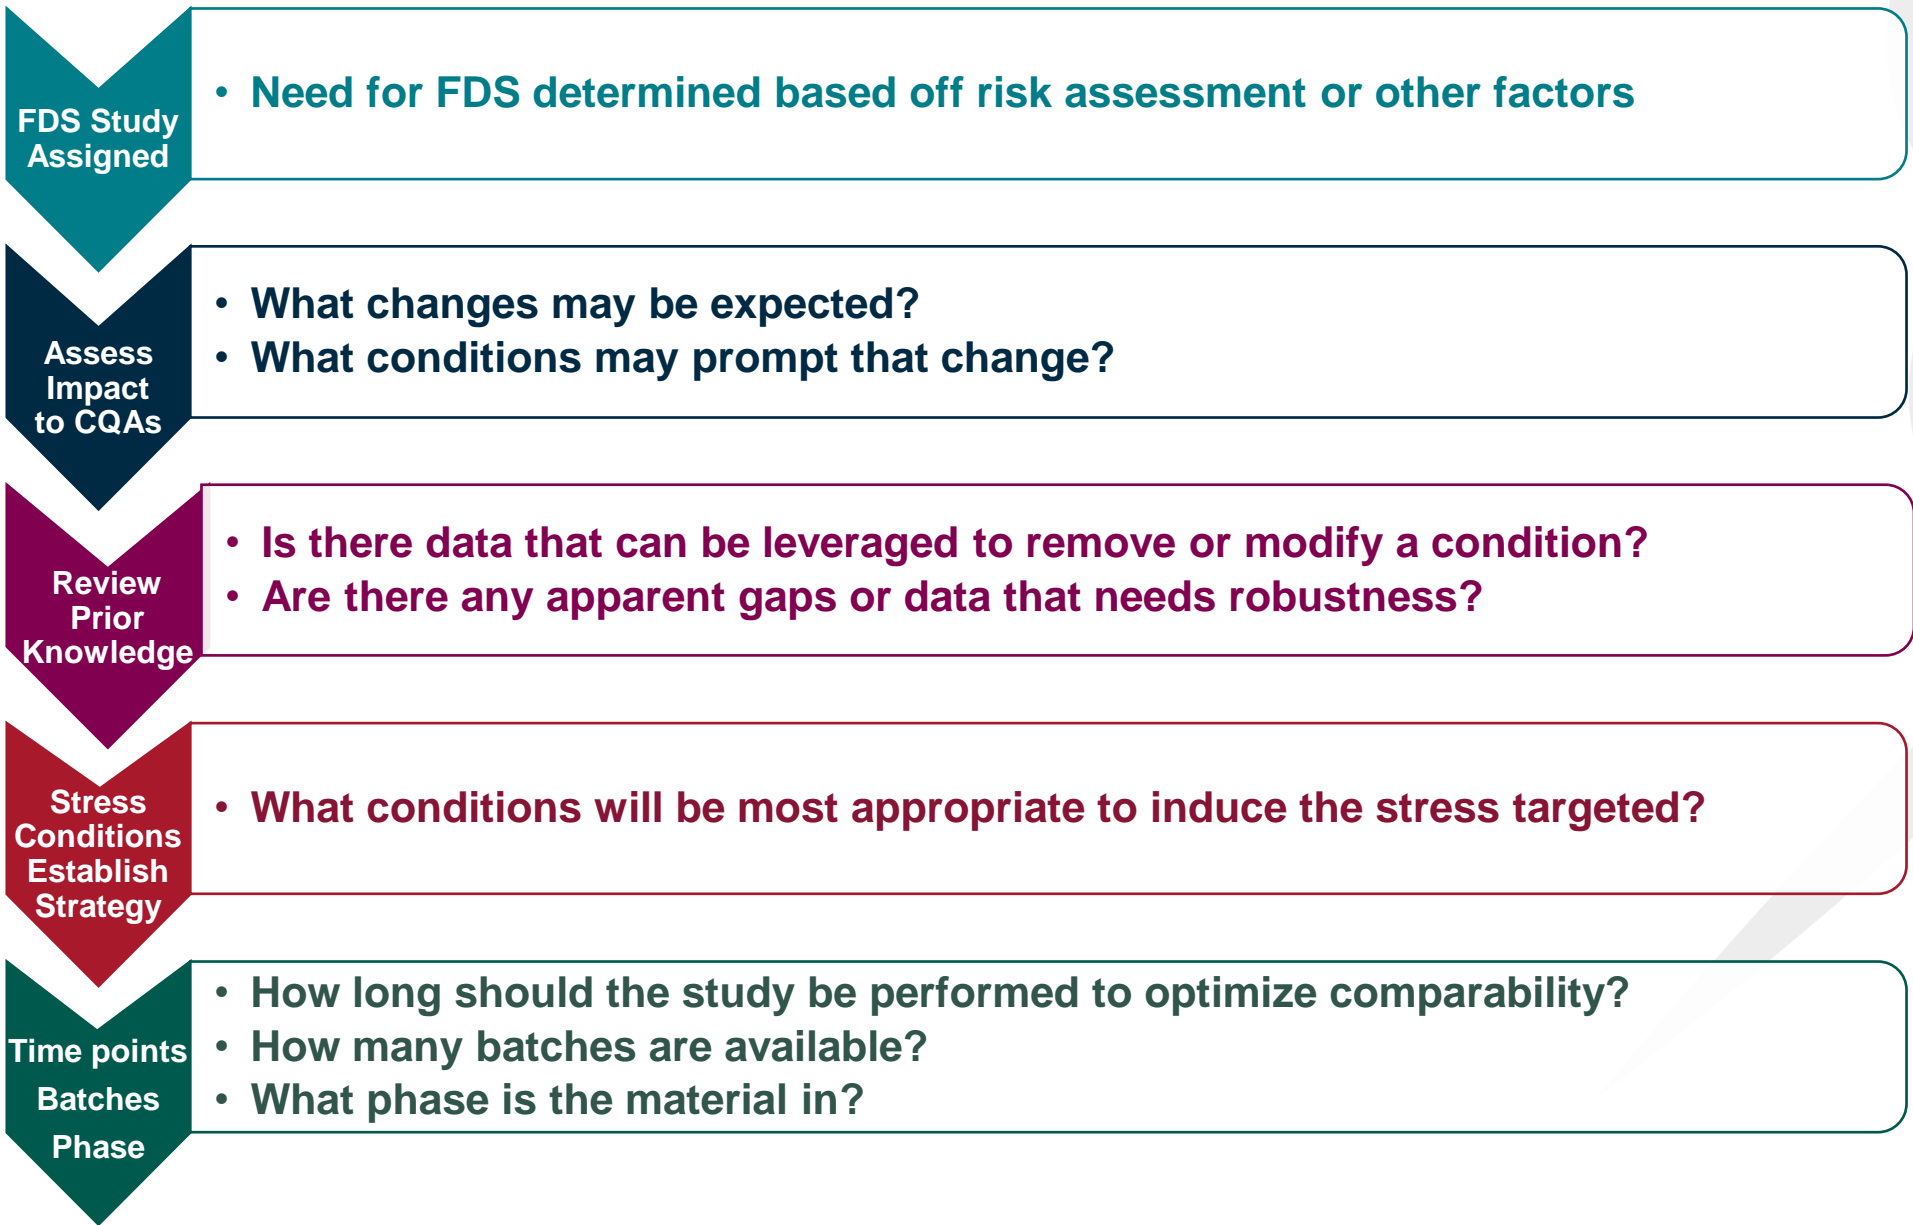 FDS Study
Assigned
• Need for FDS determined based off risk assessment or other factors
Assess
Impact
to CQAs
• What changes may be expected?
• What conditions may prompt that change?
Review
Prior
Knowledge
• Is there data that can be leveraged to remove or modify a condition?
• Are there any apparent gaps or data that needs robustness?
Stress
Conditions
Establish
Strategy
• What conditions will be most appropriate to induce the stress targeted?
Time points
Batches
Phase
• How long should the study be performed to optimize comparability?
• How many batches are available?
• What phase is the material in?